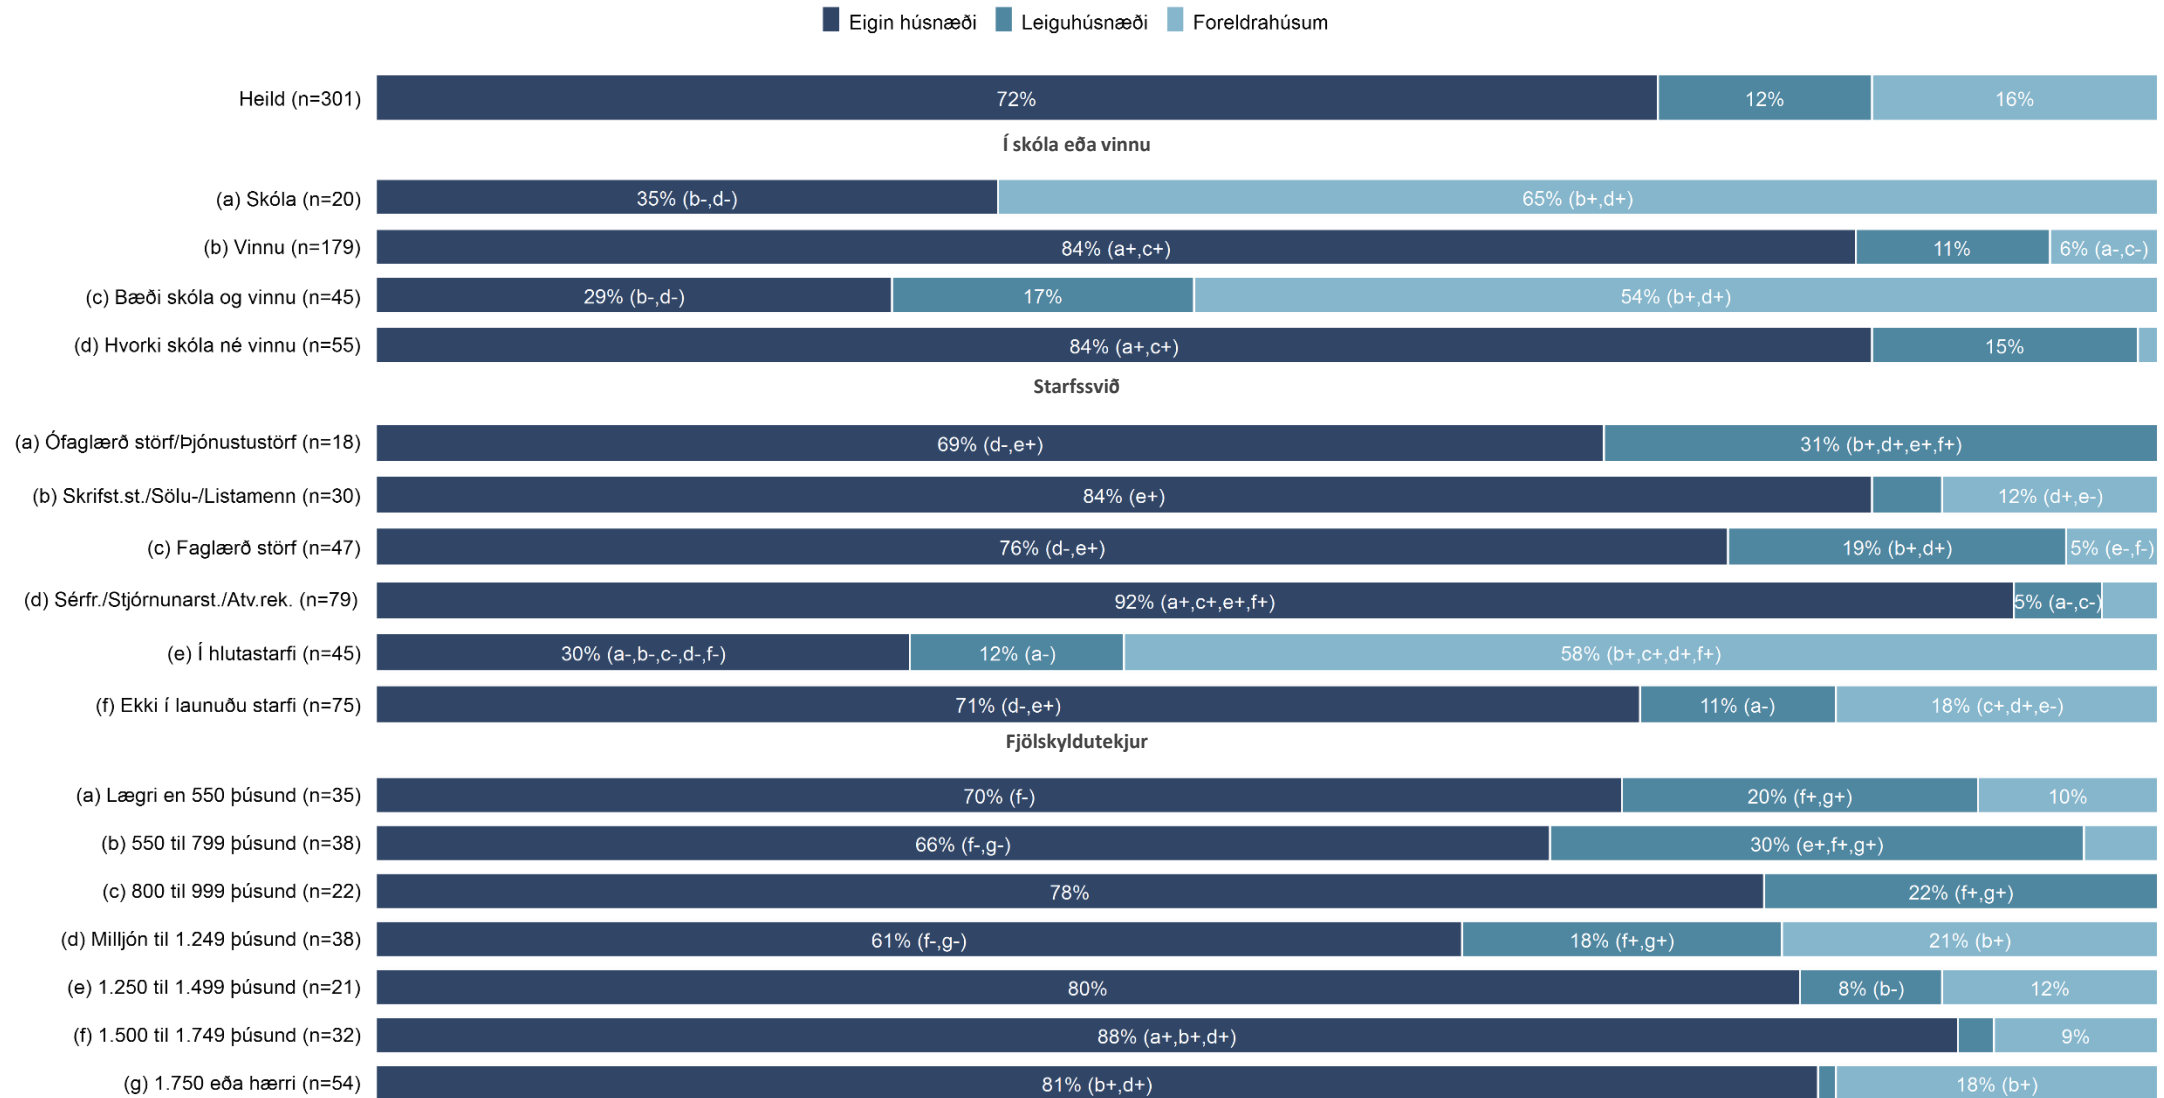 Eigin húsnæði Leiguhúsnæði Foreldrahúsum
Heild (n=301) 72% 12% 16%
Í skóla eða vinnu
(a) Skóla (n=20) 35% (b-,d-) 65% (b+,d+)
(b) Vinnu (n=179) 84% (a+,c+) 11% 6% (a-,c-)
(c) Bæði skóla og vinnu (n=45) 29% (b-,d-) 17% 54% (b+,d+)
(d) Hvorki skóla né vinnu (n=55) 84% (a+,c+) 15%
Starfssvið
(a) Ófaglærð störf/Þjónustustörf (n=18) 69% (d-,e+) 31% (b+,d+,e+,f+)
(b) Skrifst.st./Sölu-/Listamenn (n=30) 84% (e+) 12% (d+,e-)
(c) Faglærð störf (n=47) 76% (d-,e+) 19% (b+,d+) 5% (e-,f-)
(d) Sérfr./Stjórnunarst./Atv.rek. (n=79) 92% (a+,c+,e+,f+) 5% (a-,c-)
(e) Í hlutastarfi (n=45) 30% (a-,b-,c-,d-,f-) 12% (a-) 58% (b+,c+,d+,f+)
(f) Ekki í launuðu starfi (n=75) 71% (d-,e+) 11% (a-) 18% (c+,d+,e-)
Fjölskyldutekjur
(a) Lægri en 550 þúsund (n=35) 70% (f-) 20% (f+,g+) 10%
(b) 550 til 799 þúsund (n=38) 66% (f-,g-) 30% (e+,f+,g+)
(c) 800 til 999 þúsund (n=22) 78% 22% (f+,g+)
(d) Milljón til 1.249 þúsund (n=38) 61% (f-,g-) 18% (f+,g+) 21% (b+)
(e) 1.250 til 1.499 þúsund (n=21) 80% 8% (b-) 12%
(f) 1.500 til 1.749 þúsund (n=32) 88% (a+,b+,d+) 9%
(g) 1.750 eða hærri (n=54) 81% (b+,d+) 18% (b+)